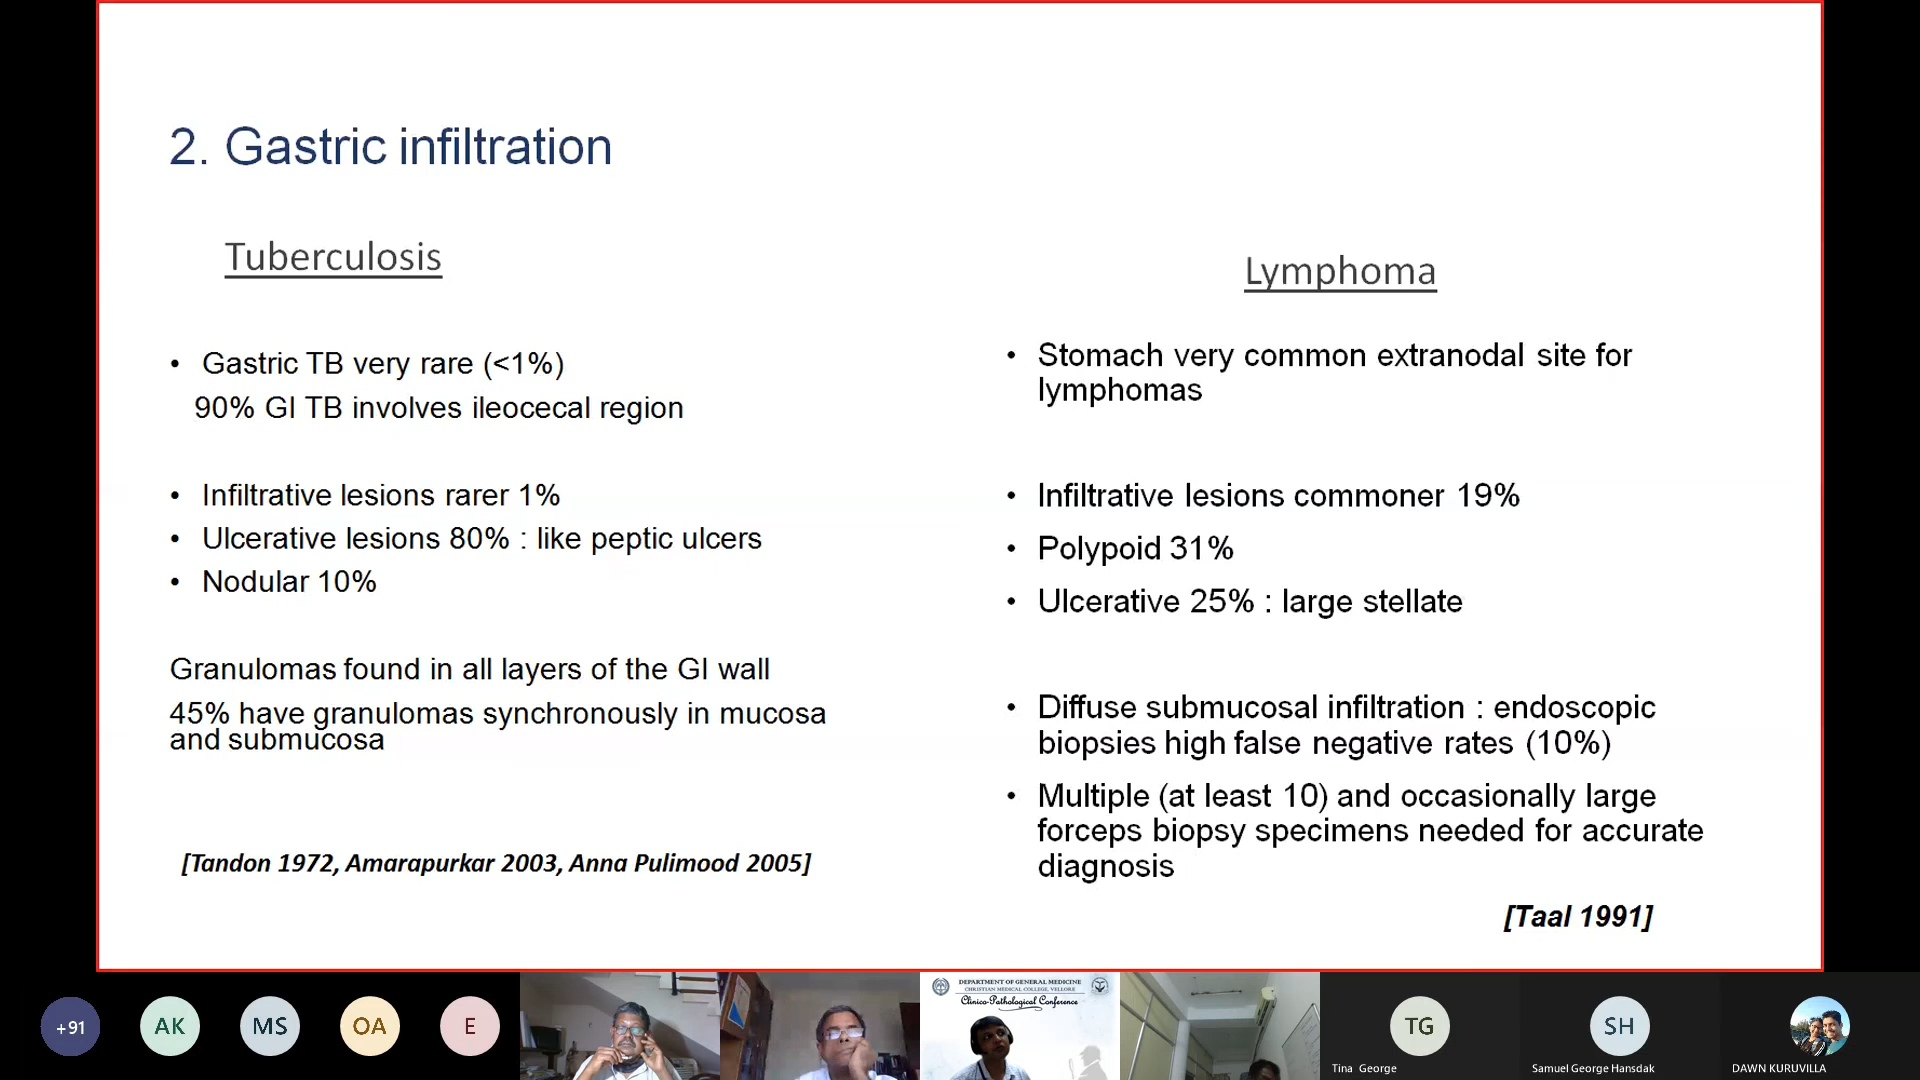 2. Gastric infiltration
Tuberculosis
• Gastric TB very rare (<1%)
90% GI TB involves ileocecal region
• Infiltrative lesions rarer 1%
• Ulcerative lesions 80% : like peptic ulcers
• Nodular 10%
Granulomas found in all layers of the GI wall
45% have granulomas synchronously in mucosa
and submucosa
[Tandon 1972, Amarapurkar 2003, Anna Pulimood 2005]
Lymphoma
• Stomach very common extranodal site for
lymphomas
• Infiltrative lesions commoner 19%
• Polypoid 31%
• Ulcerative 25% : large stellate
• Diffuse submucosal infiltration : endoscopic
biopsies high false negative rates (10%)
• Multiple (at least 10) and occasionally large
forceps biopsy specimens needed for accurate
diagnosis
[Taal 1991]
+91
AK
MS
OA
E
DEPARTMENT OF GENERAL MEDICINE
CHRISTIAN MEDICAL COLLEGE, VELLORE
Clinico-Pathological Conference
TG
Tina George
SH
Samuel George Hansdak
DAWN KURUVILLA